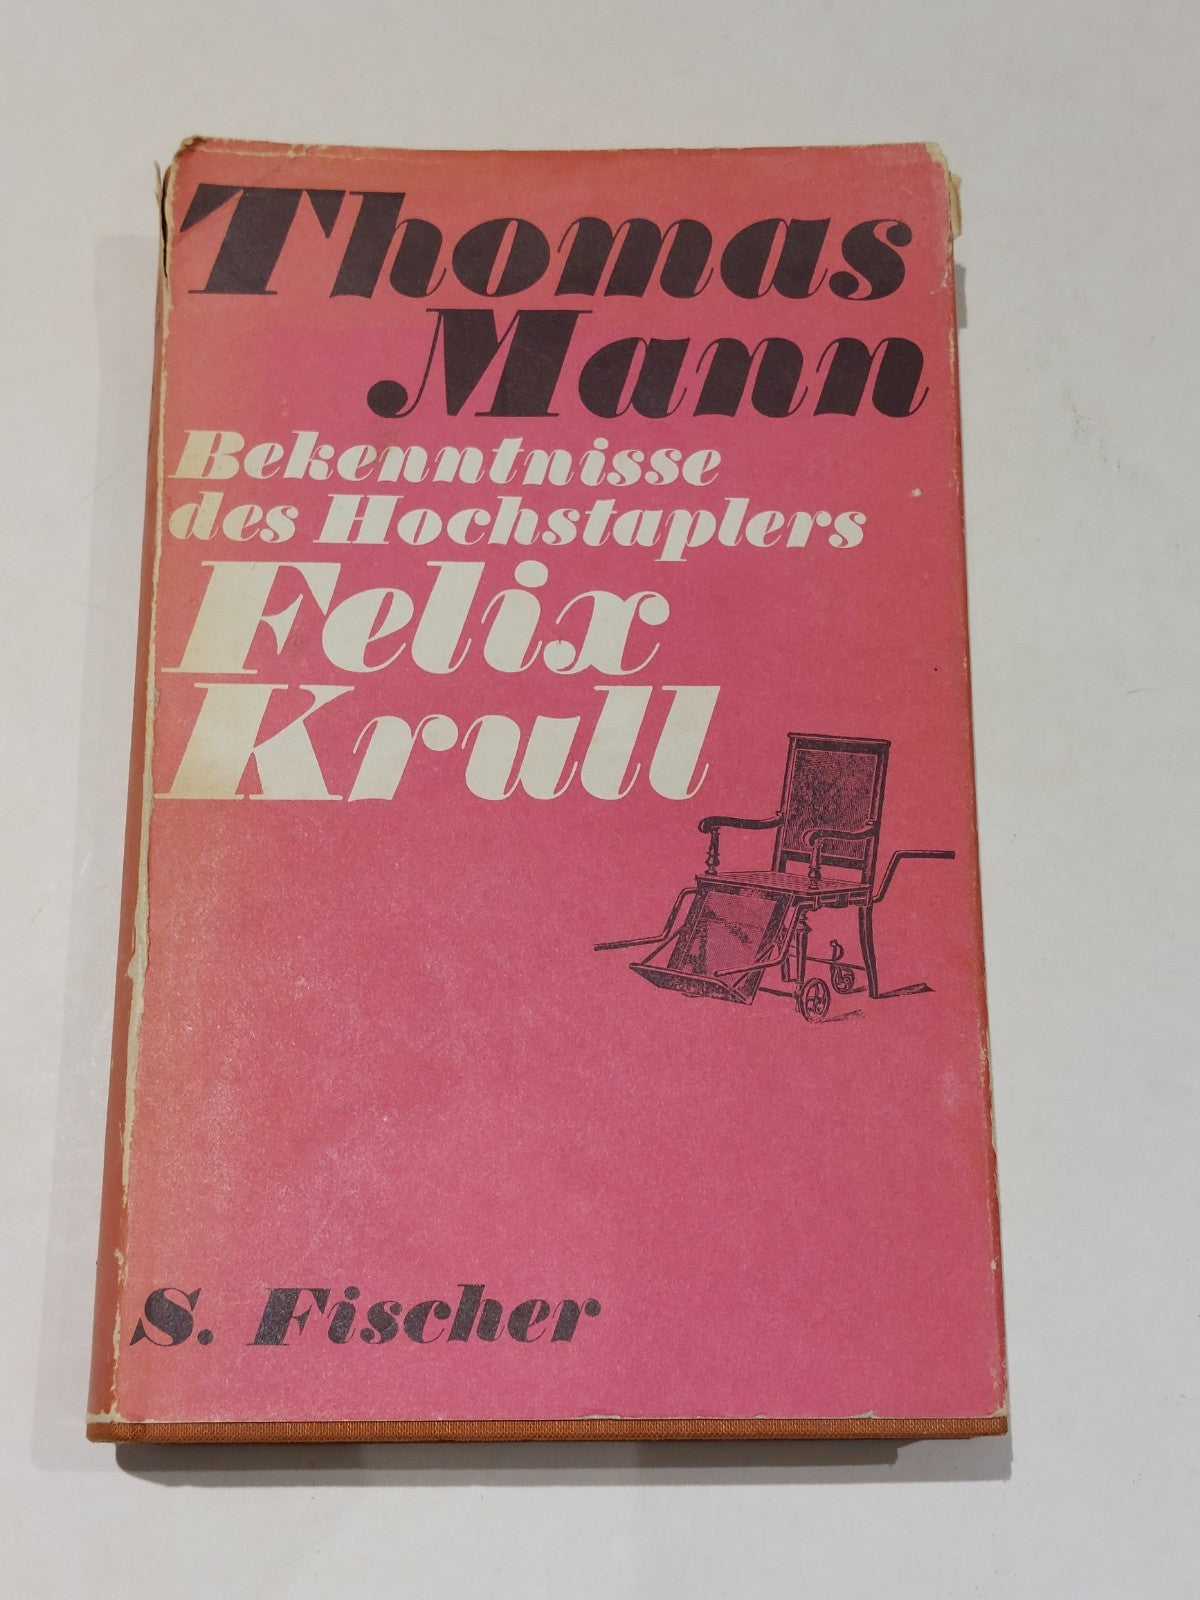 Thomas
Mann
Bekenntnisse
des Hochstaplers
Felix
Krull
S. Fischer